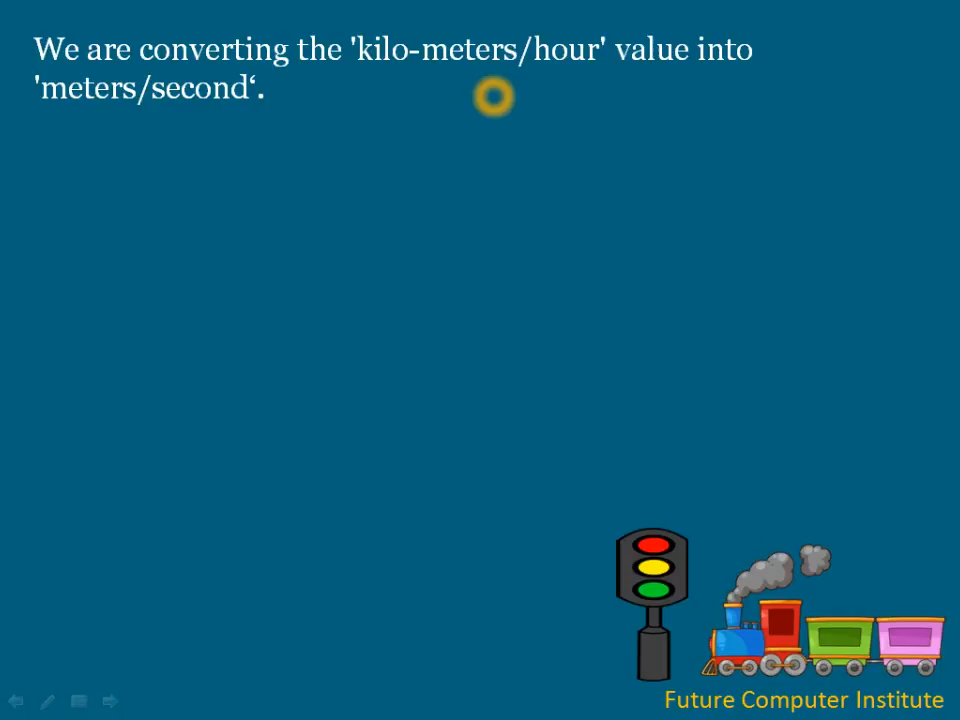 We are converting the 'kilo-meters/hour' value into
'meters/second‘.
Future Computer Institute